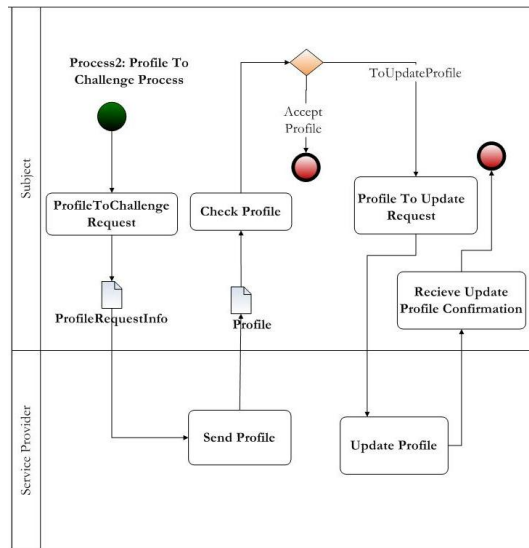 Process2: Profile To
Challenge Process
ToUpdateProfile
Accept
Profile
Subject
ProfileToChallenge
Request
Check Profile
Profile To Update
Request
ProfileRequestInfo
Profile
Recieve Update
Profile Confirmation
Service Provider
Send Profile
Update Profile